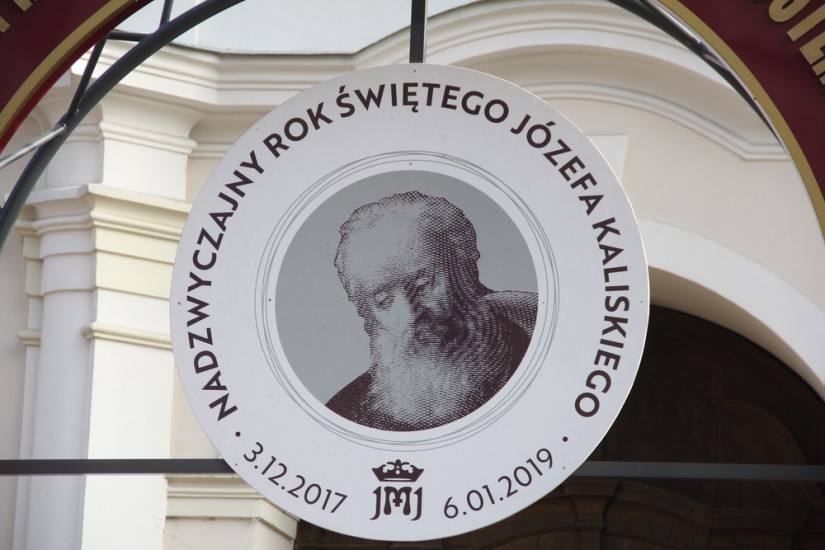 NADZWYCZAJNY ROK ŚWIĘTEGO JÓZEFA KALISKIEGO
• 3.12.2017
JMJ
6.01.2019 •